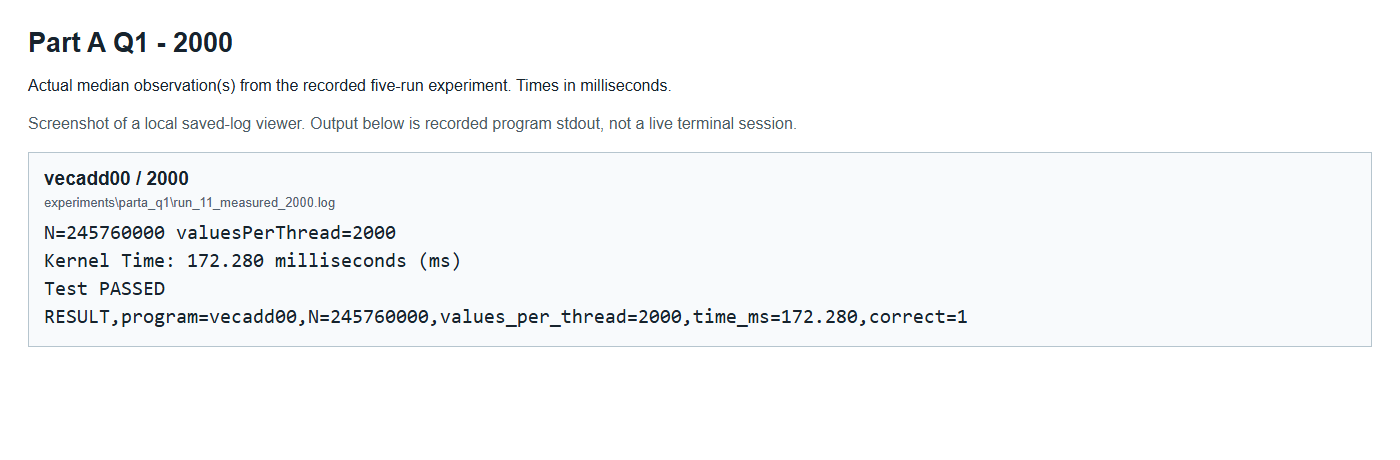 Part A Q1 - 2000
Actual median observation(s) from the recorded five-run experiment. Times in milliseconds.
Screenshot of a local saved-log viewer. Output below is recorded program stdout, not a live terminal session.
vecadd00 / 2000
experiments\parta_q1\run_11_measured_2000.log
N=245760000 valuesPerThread=2000
Kernel Time: 172.280 milliseconds (ms)
Test PASSED
RESULT,program=vecadd00,N=245760000,values_per_thread=2000,time_ms=172.280,correct=1